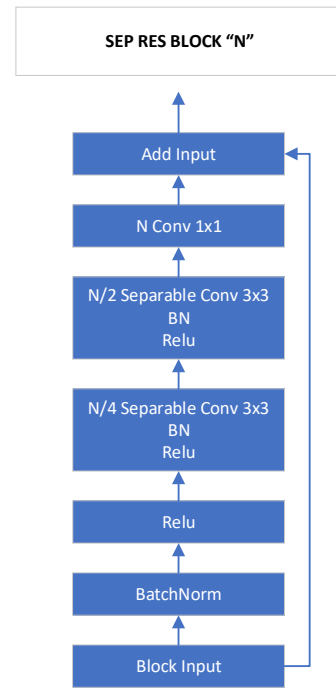 SEP RES BLOCK “N”
Add Input
N Conv 1x1
N/2 Separable Conv 3x3
BN
Relu
N/4 Separable Conv 3x3
BN
Relu
Relu
BatchNorm
Block Input